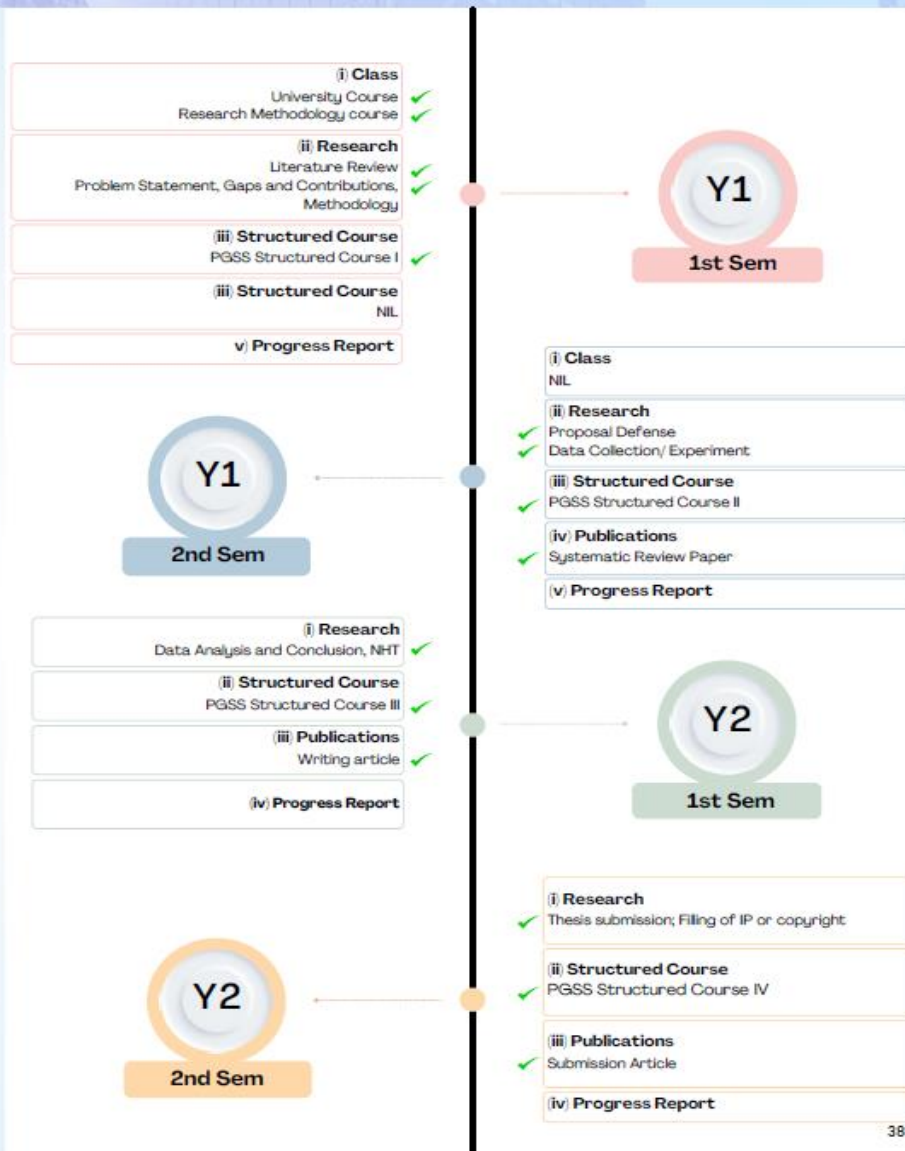 (i) Class
University Course
Research Methodology course
(ii) Research
Literature Review
Problem Statement, Gaps and Contributions,
Methodology
(iii) Structured Course
PGSS Structured Course I
(iii) Structured Course
NIL
v) Progress Report
Y1
1st Sem
(i) Class
NIL
(ii) Research
Proposal Defense
Data Collection/ Experiment
(iii) Structured Course
PGSS Structured Course II
(iv) Publications
Systematic Review Paper
(v) Progress Report
Y1
2nd Sem
(i) Research
Data Analysis and Conclusion, NHT
(ii) Structured Course
PGSS Structured Course III
(iii) Publications
Writing article
(iv) Progress Report
Y2
1st Sem
(i) Research
Thesis submission; Filling of IP or copyright
(ii) Structured Course
PGSS Structured Course IV
(iii) Publications
Submission Article
(iv) Progress Report
Y2
2nd Sem
38